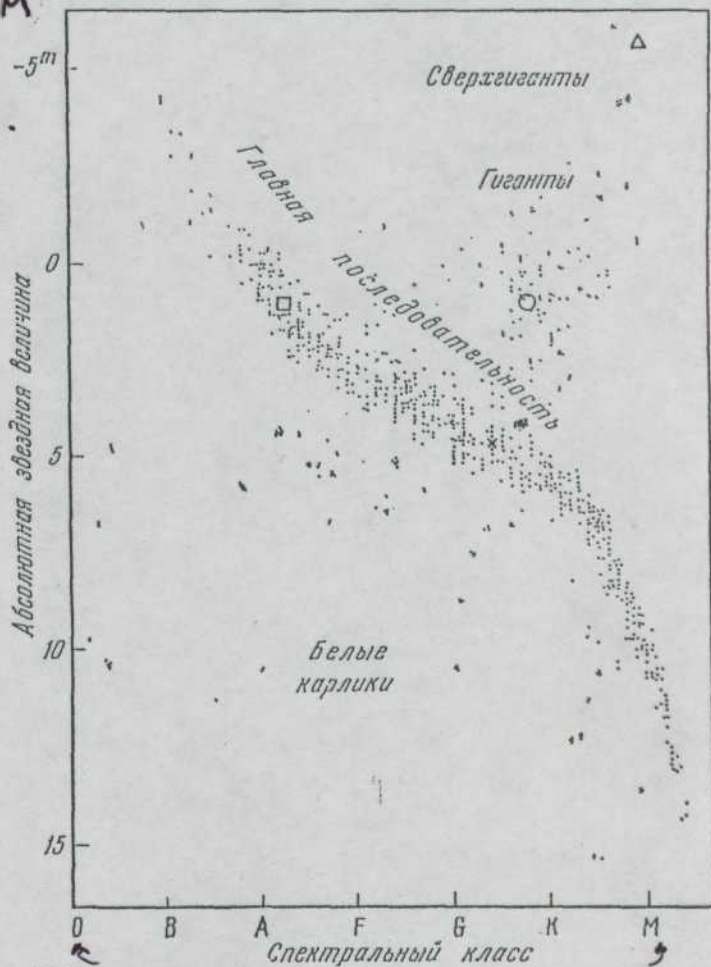 M
-5ᵐ
Сверхгиганты
Главная
Гиганты
последовательность
0
5
10
15
Абсолютная звездная величина
Белые
карлики
O B A F G K M
Спектральный класс